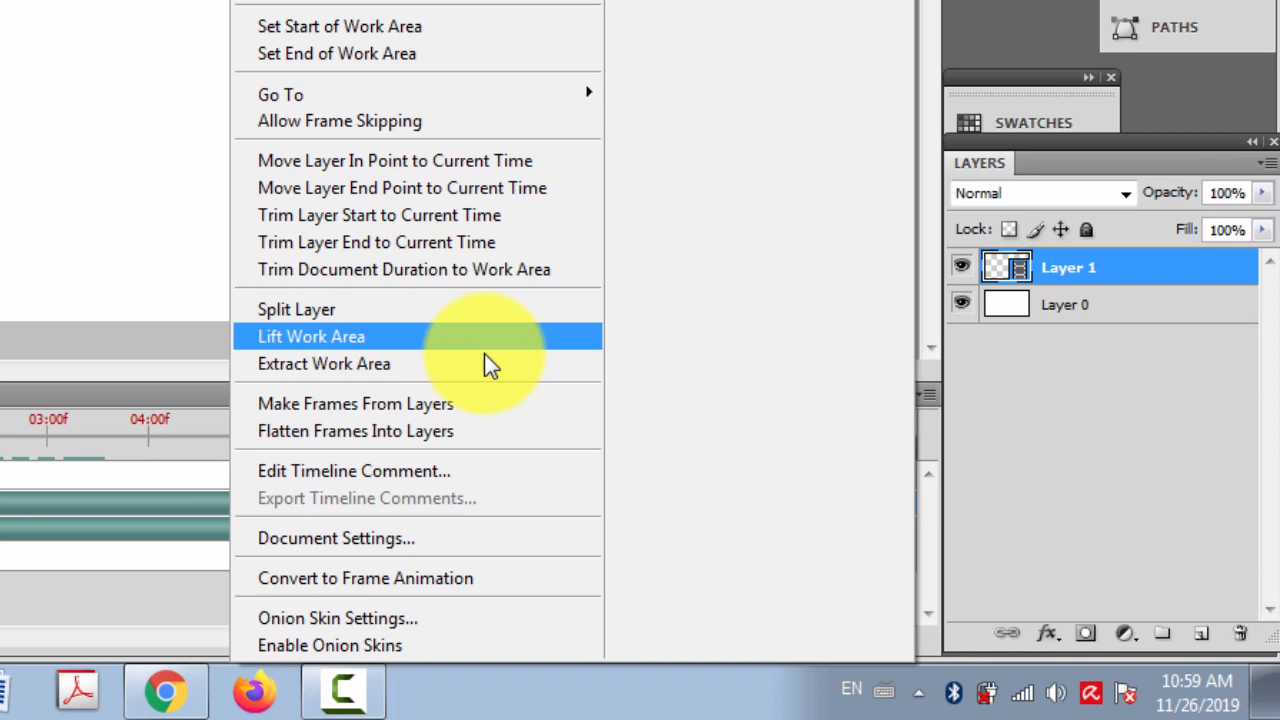 Set Start of Work Area
Set End of Work Area
Go To
Allow Frame Skipping
Move Layer In Point to Current Time
Move Layer End Point to Current Time
Trim Layer Start to Current Time
Trim Layer End to Current Time
Trim Document Duration to Work Area
Split Layer
Lift Work Area
Extract Work Area
Make Frames From Layers
Flatten Frames Into Layers
Edit Timeline Comment...
Export Timeline Comments...
Document Settings...
Convert to Frame Animation
Onion Skin Settings...
Enable Onion Skins
03:00f 04:00f
PATHS
SWATCHES
LAYERS
Normal Opacity: 100%
Lock: Fill: 100%
Layer 1
Layer 0
EN
10:59 AM
11/26/2019